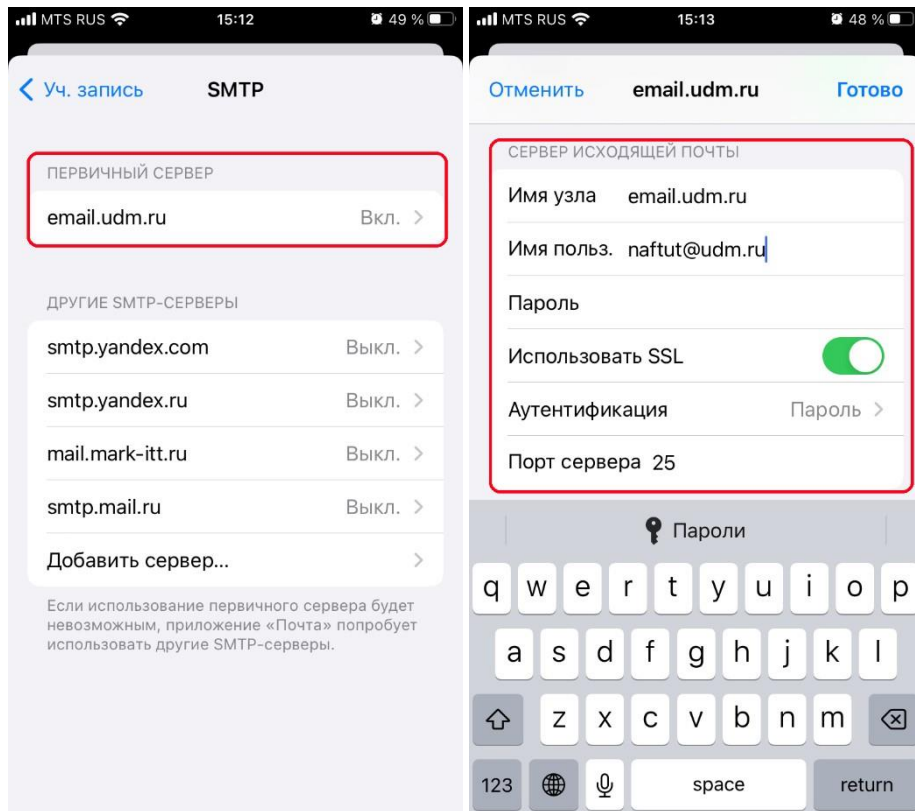 MTS RUS 15:12 49 %
Уч. запись SMTP
ПЕРВИЧНЫЙ СЕРВЕР
email.udm.ru Вкл.
ДРУГИЕ SMTP-СЕРВЕРЫ
smtp.yandex.com Выкл.
smtp.yandex.ru Выкл.
mail.mark-itt.ru Выкл.
smtp.mail.ru Выкл.
Добавить сервер...
Если использование первичного сервера будет
невозможным, приложение «Почта» попробует
использовать другие SMTP-серверы.
MTS RUS 15:13 48 %
Отменить email.udm.ru Готово
СЕРВЕР ИСХОДЯЩЕЙ ПОЧТЫ
Имя узла email.udm.ru
Имя польз. naftut@udm.ru
Пароль
Использовать SSL
Аутентификация Пароль
Порт сервера 25
Пароли
q w e r t y u i o p
a s d f g h j k l
z x c v b n m
123 space return